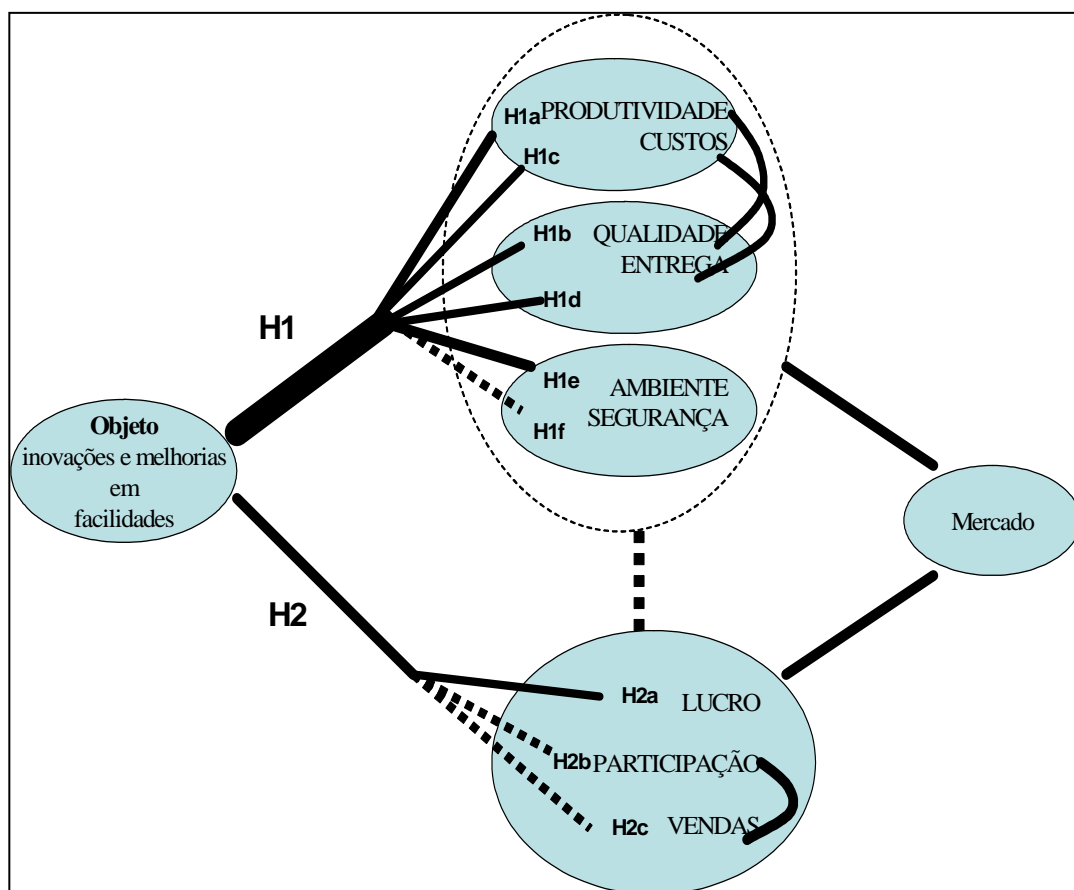 H1a PRODUTIVIDADE
H1c CUSTOS
H1b QUALIDADE
ENTREGA
H1d
H1
H1e AMBIENTE
H1f SEGURANÇA
Objeto
inovações e melhorias
em
facilidades
Mercado
H2
H2a LUCRO
H2b PARTICIPAÇÃO
H2c VENDAS